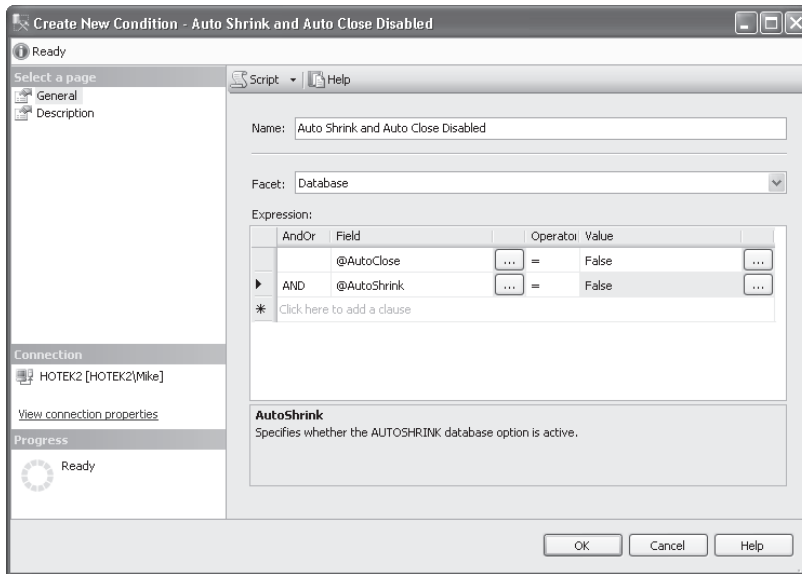 Create New Condition - Auto Shrink and Auto Close Disabled
Ready
Select a page
General
Description
Script
Help
Name: Auto Shrink and Auto Close Disabled
Facet: Database
Expression:
AndOr Field Operator Value
@AutoClose ... = False ...
AND @AutoShrink ... = False ...
Click here to add a clause
AutoShrink
Specifies whether the AUTOSHRINK database option is active.
Connection
HOTEK2 [HOTEK2\Mike]
View connection properties
Progress
Ready
OK Cancel Help